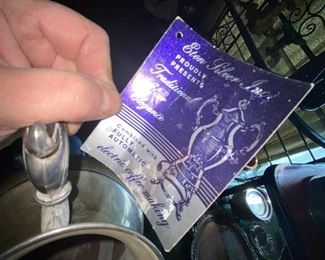 Eton Silver Inc.
PROUDLY
PRESENTS
Traditional
Elegance
Combined with
FULLY
AUTOMATIC
electric coffee making